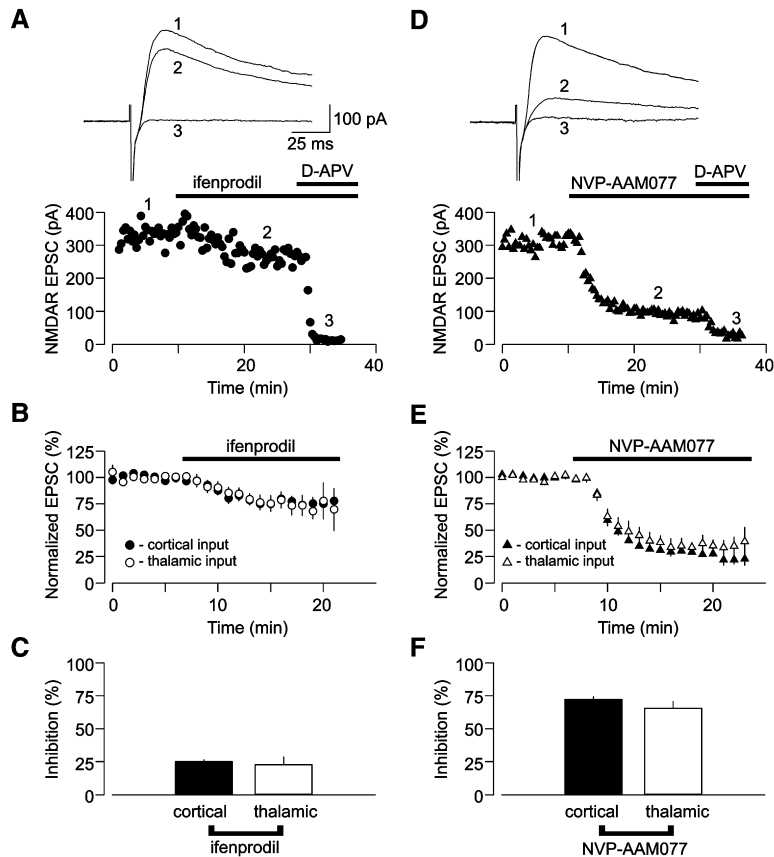 A
1
2
3
100 pA
25 ms
D-APV
ifenprodil
NMDAR EPSC (pA)
400
300
200
100
0
1
2
3
0
20
40
Time (min)
B
Normalized EPSC (%)
125
100
75
50
25
0
ifenprodil
- cortical input
- thalamic input
0
10
20
Time (min)
C
Inhibition (%)
100
75
50
25
0
cortical
thalamic
ifenprodil
D
1
2
3
D-APV
NVP-AAM077
NMDAR EPSC (pA)
400
300
200
100
0
1
2
3
0
20
40
Time (min)
E
Normalized EPSC (%)
125
100
75
50
25
0
NVP-AAM077
- cortical input
- thalamic input
0
10
20
Time (min)
F
Inhibition (%)
100
75
50
25
0
cortical
thalamic
NVP-AAM077